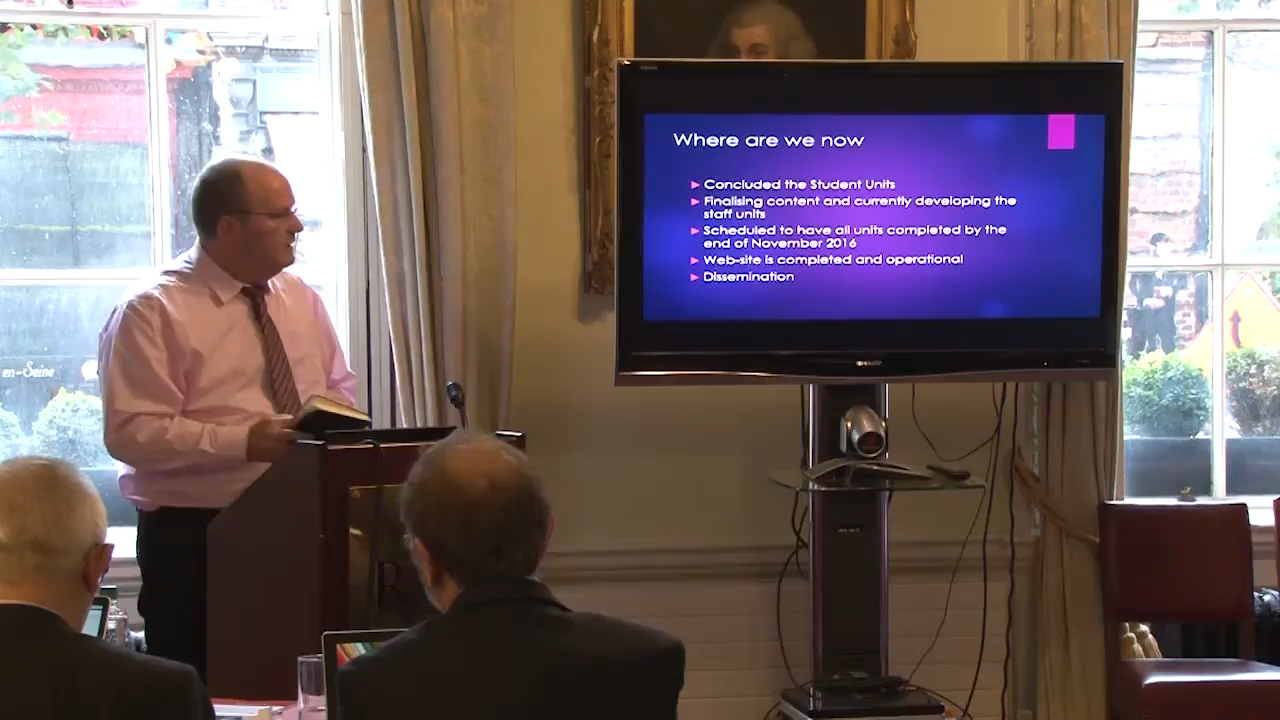 Where are we now
Concluded the Student Units
Finalising content and currently developing the
staff units
Scheduled to have all units completed by the
end of November 2016
Web-site is completed and operational
Dissemination
SHARP
en-Seine
R